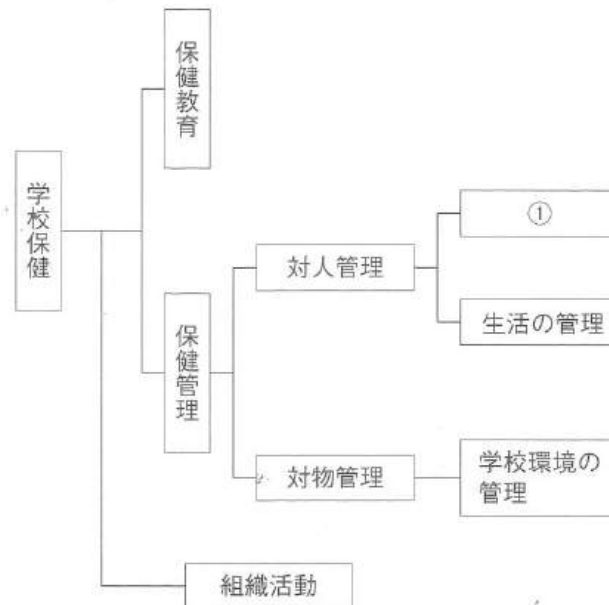 保健教育
学校保健
①
対人管理
生活の管理
保健管理
対物管理
学校環境の
管理
組織活動